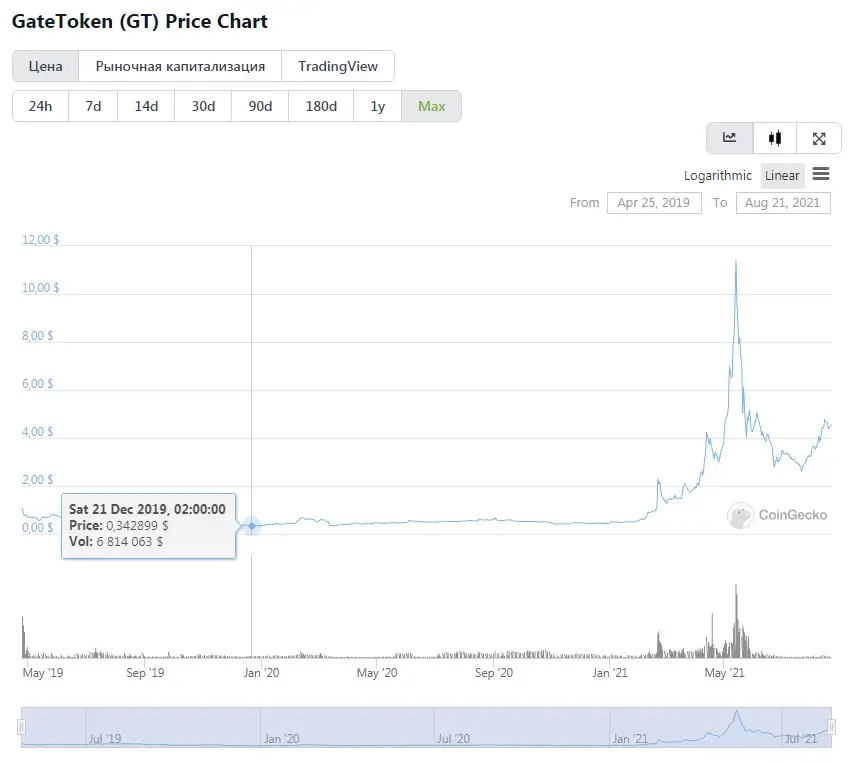 GateToken (GT) Price Chart
Цена Рыночная капитализация TradingView
24h 7d 14d 30d 90d 180d 1y Max
Logarithmic Linear
From Apr 25, 2019 To Aug 21, 2021
12,00 $
10,00 $
8,00 $
6,00 $
4,00 $
2,00 $
0,00 $
Sat 21 Dec 2019, 02:00:00
Price: 0,342899 $
Vol: 6 814 063 $
CoinGecko
May '19 Sep '19 Jan '20 May '20 Sep '20 Jan '21 May '21
Jul '19 Jan '20 Jul '20 Jan '21 Jul '21